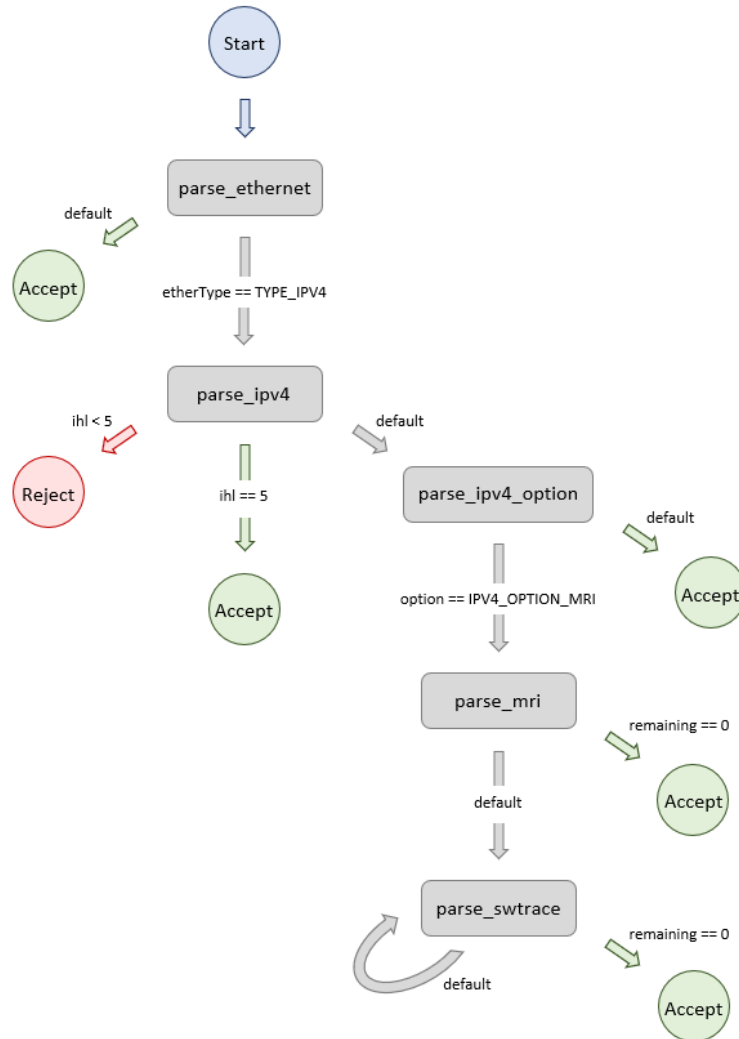 Start
parse_ethernet
default
Accept
etherType == TYPE_IPV4
parse_ipv4
ihl < 5
default
Reject
ihl == 5
parse_ipv4_option
default
Accept
option == IPV4_OPTION_MRI
Accept
parse_mri
remaining == 0
Accept
default
parse_swtrace
remaining == 0
default
Accept